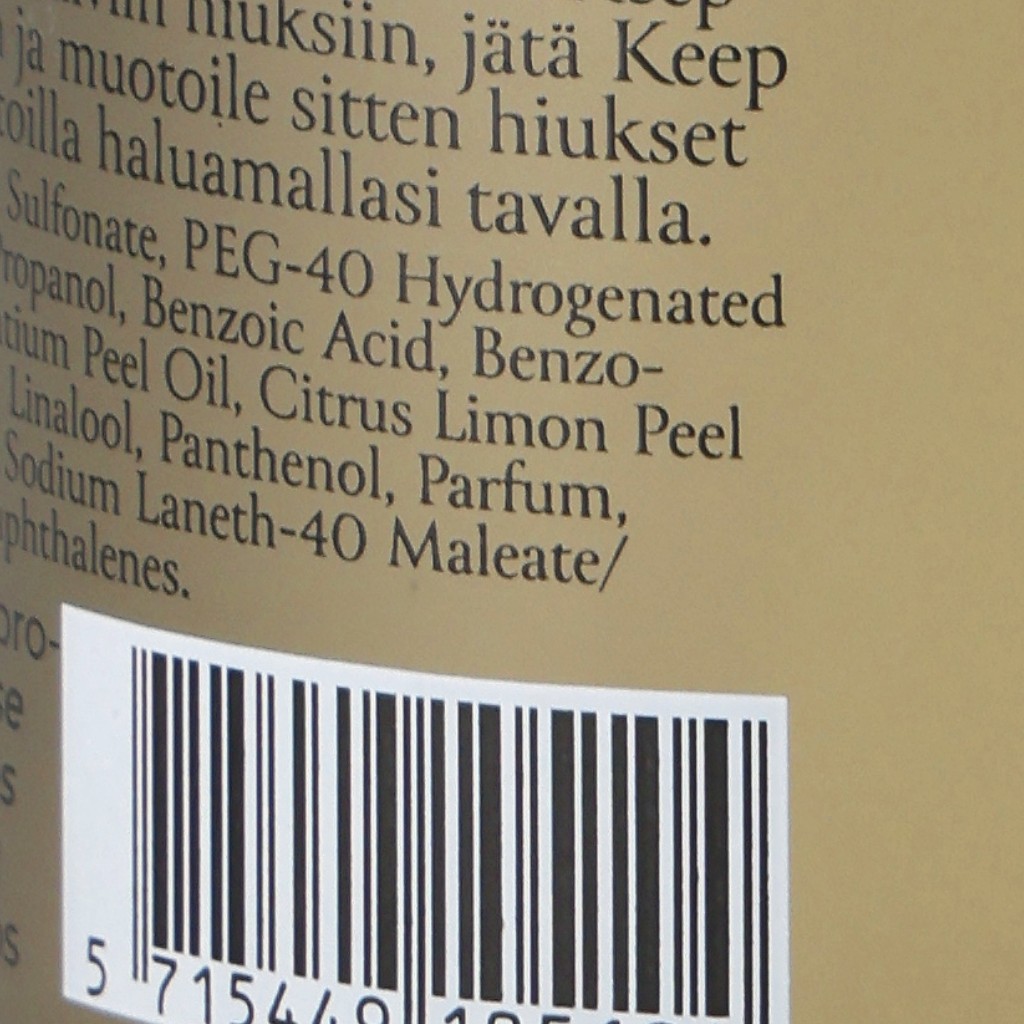 hiuksiin, jätä Keep
ja muotoile sitten hiukset
haluamallasi tavalla.
Sulfonate, PEG-40 Hydrogenated
Benzoic Acid, Benzo-
Peel Oil, Citrus Limon Peel
Linalool, Panthenol, Parfum,
Sodium Laneth-40 Maleate/
5 715449